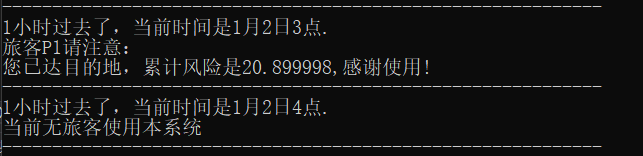 ------------------------------------------------------------
1小时过去了，当前时间是1月2日3点.
旅客P1请注意：
您已达目的地，累计风险是20.899998,感谢使用!
------------------------------------------------------------
1小时过去了，当前时间是1月2日4点.
当前无旅客使用本系统
------------------------------------------------------------